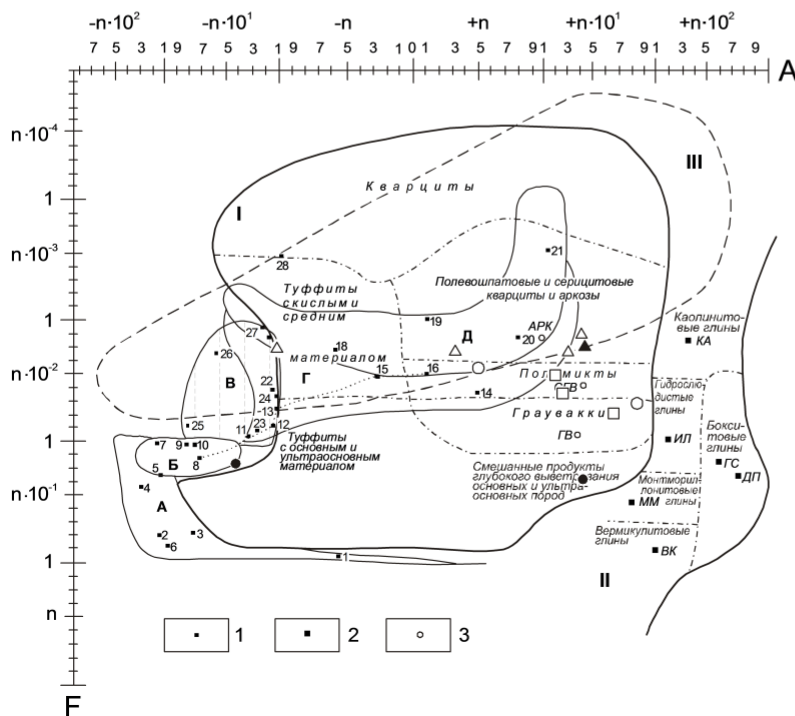 -n·10² -n·10¹ -n +n +n·10¹ +n·10²
7 5 3 1 9 7 5 3 1 9 7 5 3 1 0 1 3 5 7 9 1 3 5 7 9 1 3 5 7 9
A
n·10⁻⁴
III
Кварциты
1
I
n·10⁻³
21
28
Полевошпатовые и серицитовые
кварциты и аркозы
Туффиты
с кислым и
средним
материалом
Каолинито-
вые глины
1
19
27
Д
20
АРК
КА
18
26
n·10⁻²
В
Г
15
16
Полимикты
ГВ
Гидрослю-
дистые
глины
22
24
14
13
Граувакки
Бокси-
товые
глины
25
23
12
11
ГВ
ИЛ
1
7
9
10
Туффиты
с основным и
ультраосновным
материалом
Б
8
Смешанные продукты
глубокого выветривания
основных и ультра-
основных пород
ГС
5
ДП
4
Монтморил-
лонитовые
глины
n·10⁻¹
А
ММ
2
3
6
Вермикулитовые
глины
ВК
1
1
II
n
1
2
3
F